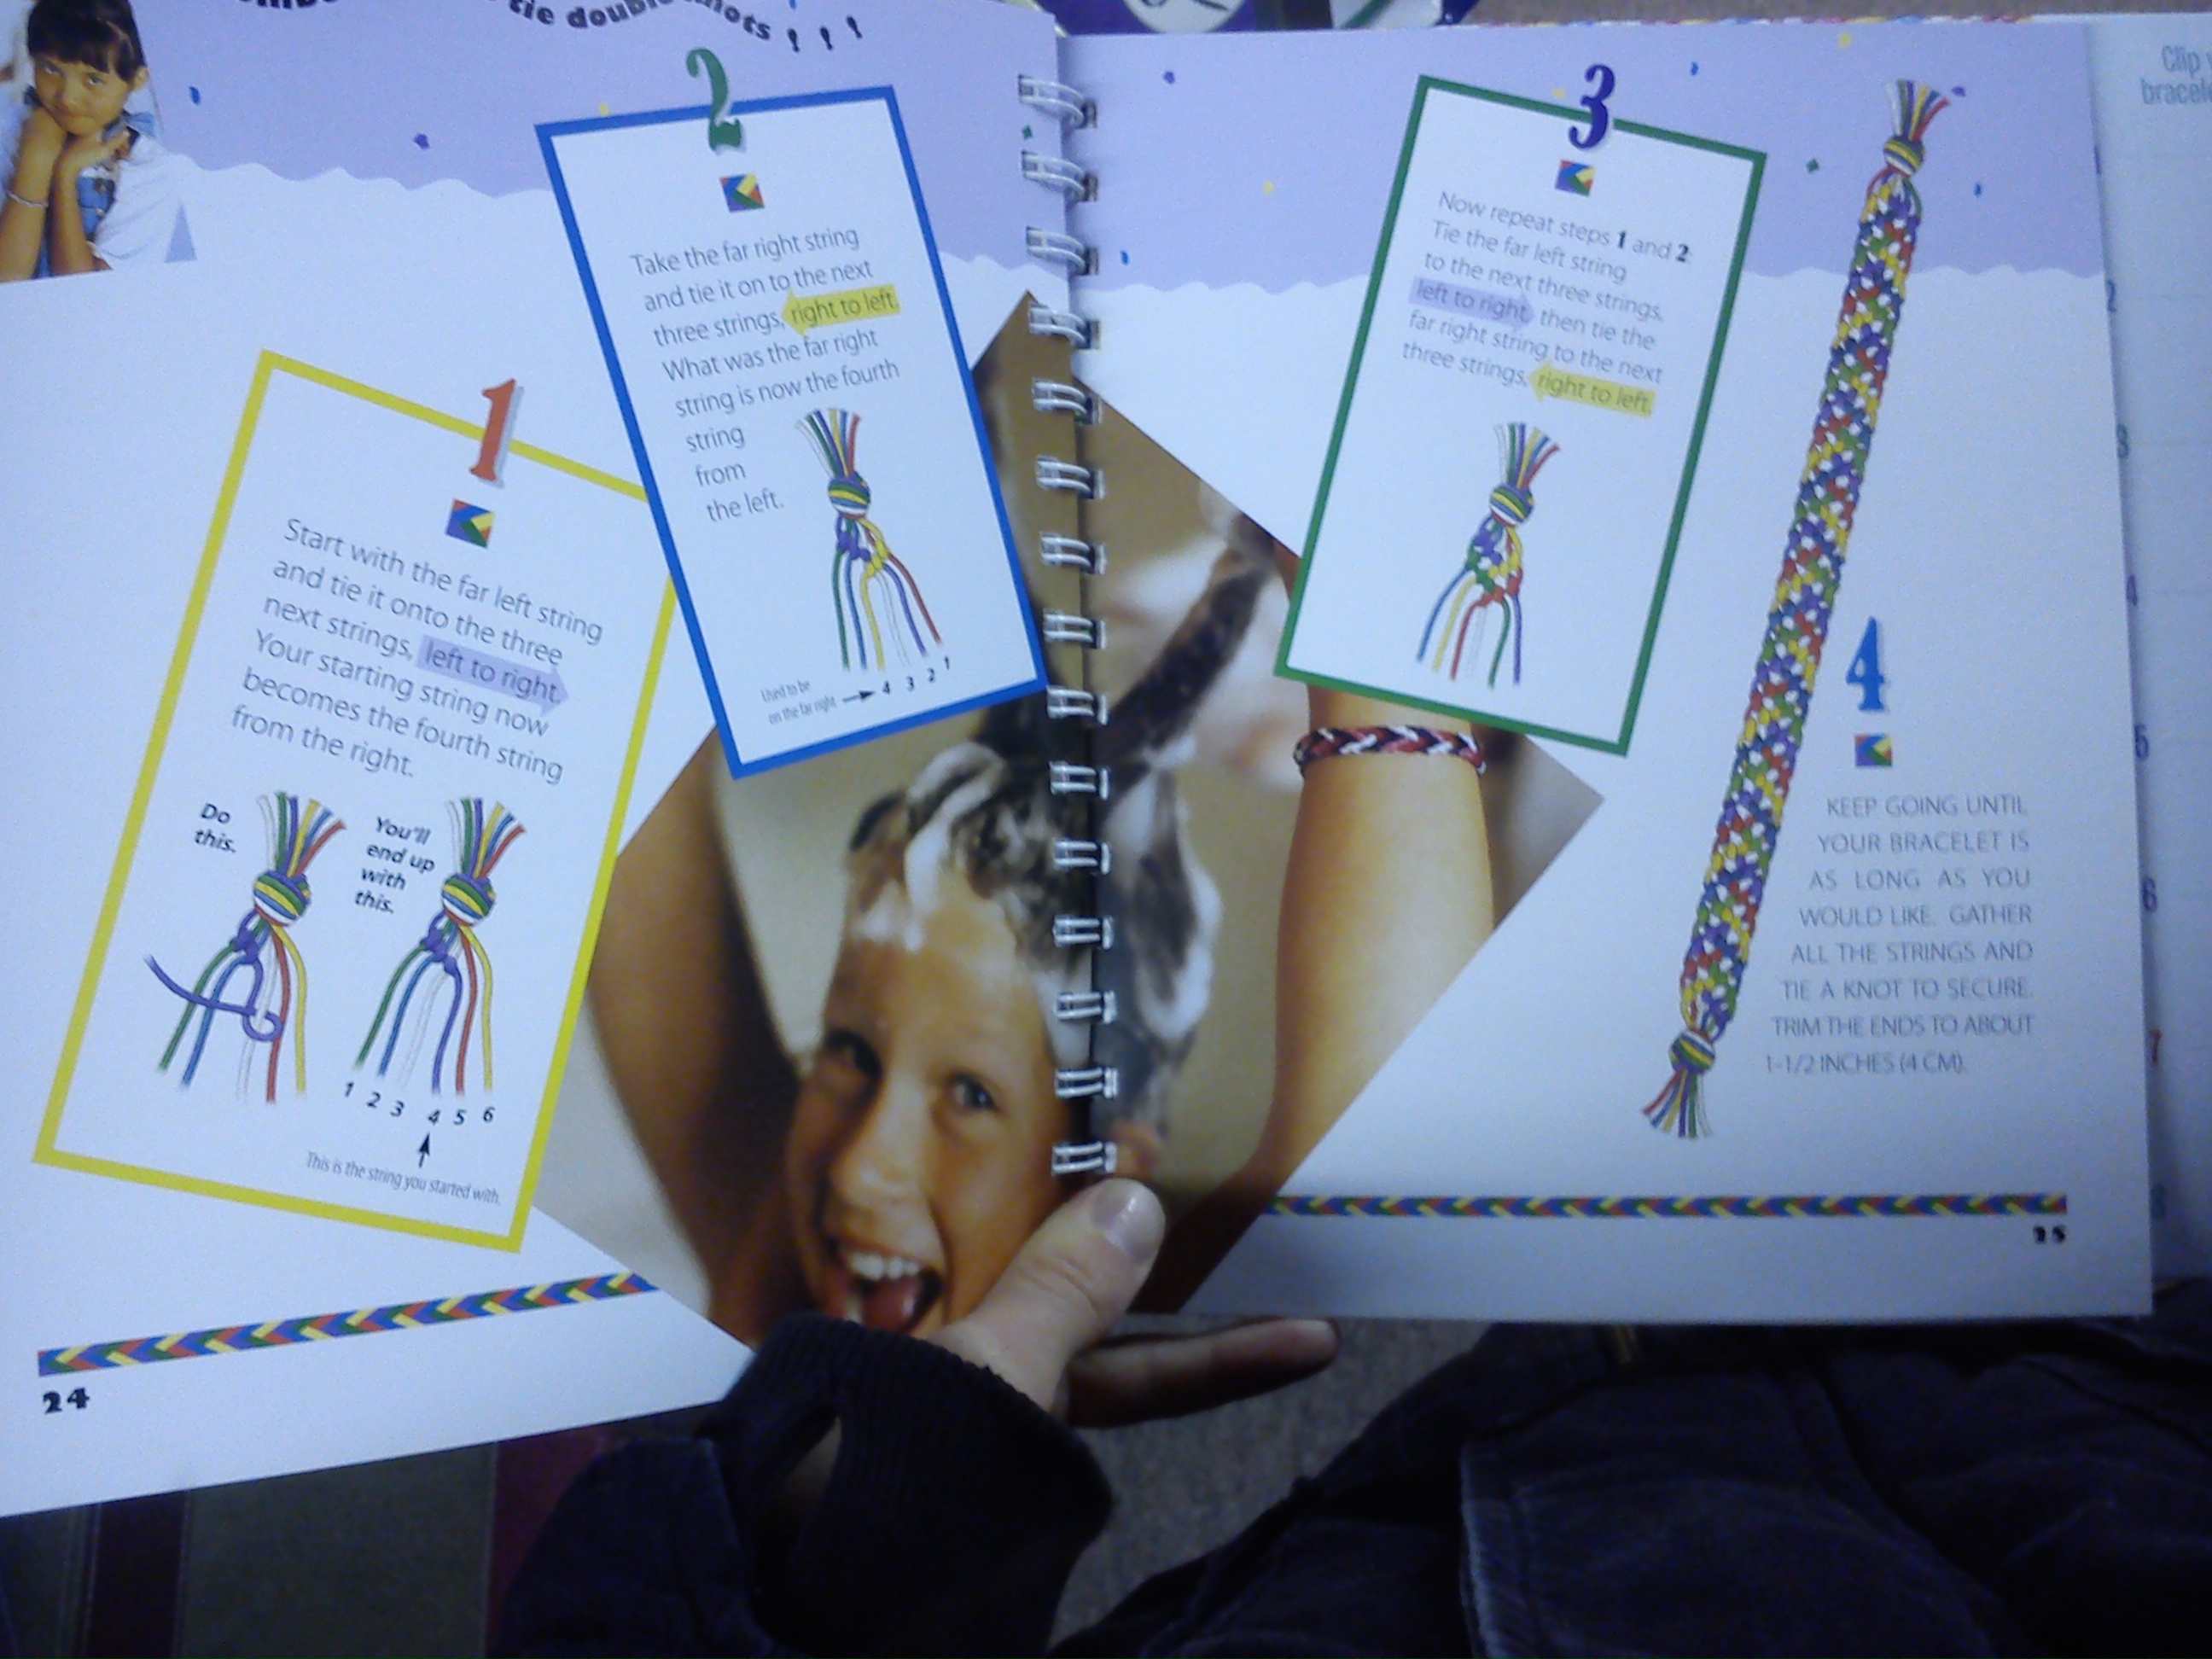 tie double knots ! ! !
1
Start with the far left string
and tie it onto the three
next strings, left to right.
Your starting string now
becomes the fourth string
from the right.
Do
this.
You'll
end up
with
this.
1 2 3 4 5 6
This is the string you started with.
24
2
Take the far right string
and tie it on to the next
three strings, right to left.
What was the far right
string is now the fourth
string
from
the left.
Used to be
on the far right
4 3 2 1
3
Now repeat steps 1 and 2.
Tie the far left string
to the next three strings,
left to right, then tie the
far right string to the next
three strings, right to left.
4
KEEP GOING UNTIL
YOUR BRACELET IS
AS LONG AS YOU
WOULD LIKE. GATHER
ALL THE STRINGS AND
TIE A KNOT TO SECURE.
TRIM THE ENDS TO ABOUT
1-1/2 INCHES (4 CM).
25
Clip
2
3
4
5
6
7